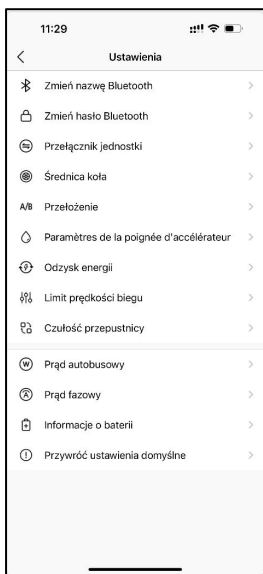 11:29
Ustawienia
Zmień nazwę Bluetooth
Zmień hasło Bluetooth
Przełącznik jednostki
Średnica koła
A/B Przełożenie
Paramètres de la poignée d'accélérateur
Odzysk energii
Limit prędkości biegu
Czułość przepustnicy
W Prąd autobusowy
A Prąd fazowy
Informacje o baterii
Przywróć ustawienia domyślne